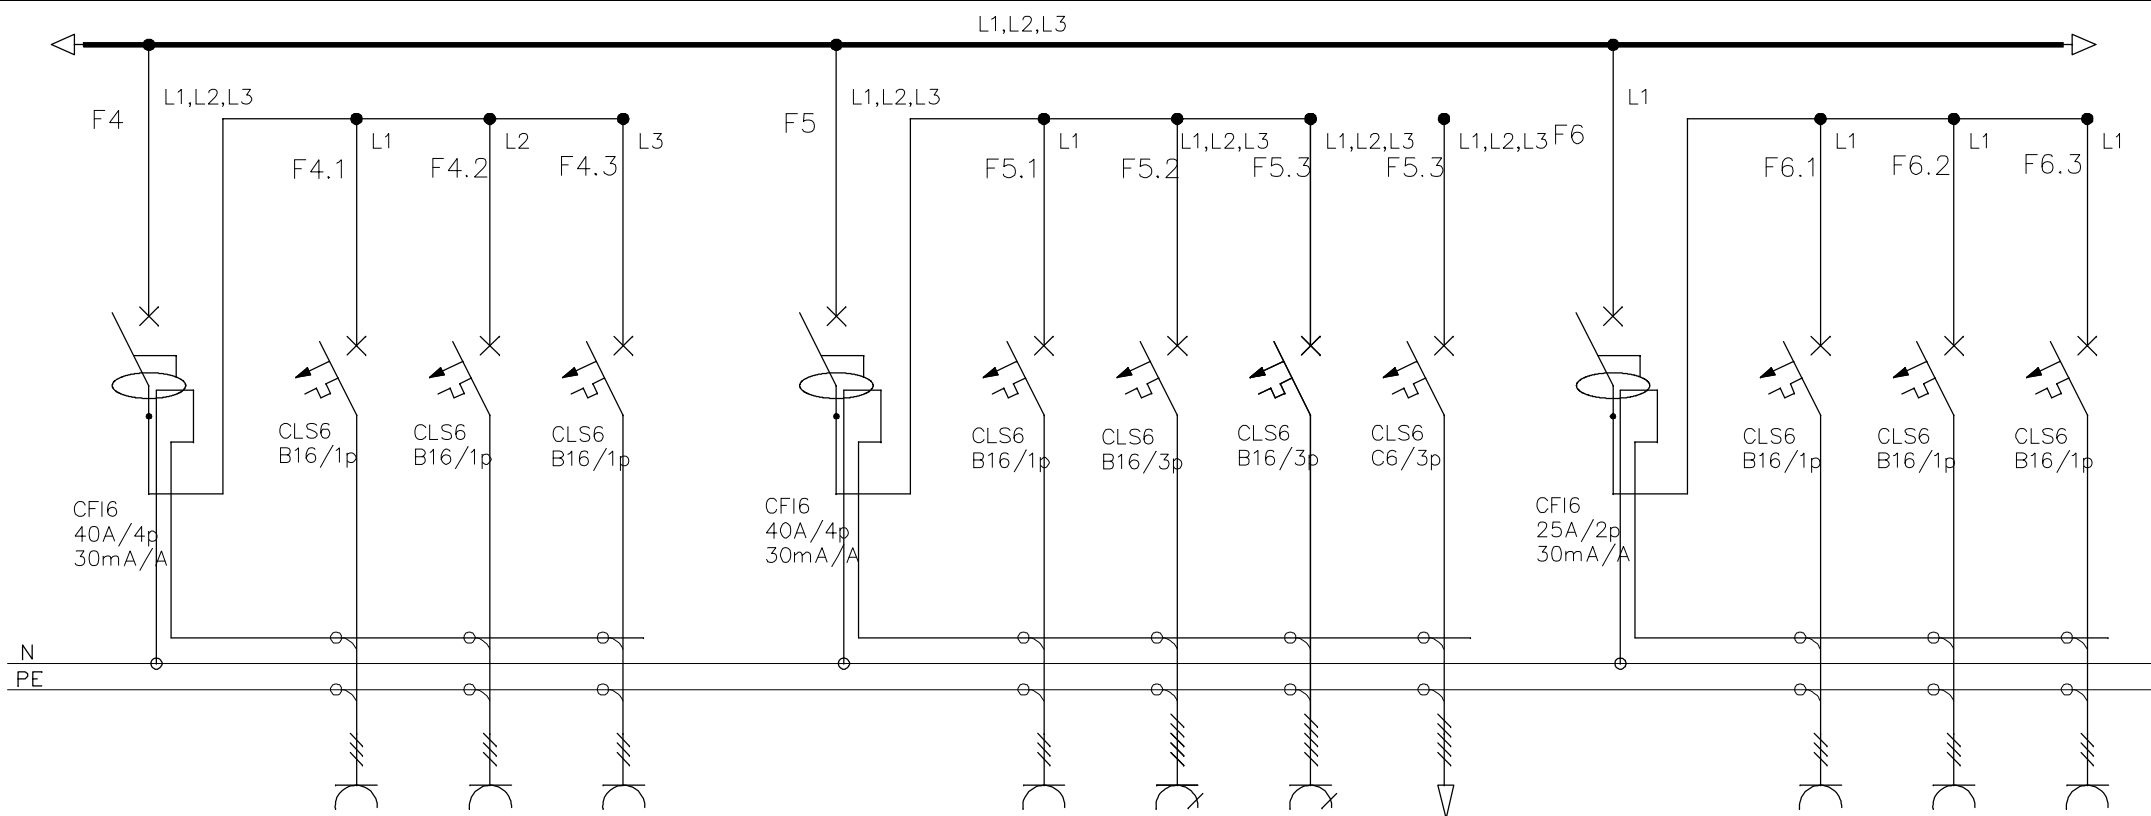 L1,L2,L3
F4
L1,L2,L3
L1
L2
L3
F4.1
F4.2
F4.3
F5
L1,L2,L3
L1
L1,L2,L3
L1,L2,L3
L1,L2,L3
F5.1
F5.2
F5.3
F5.3
F6
L1
L1
L1
L1
F6.1
F6.2
F6.3
CLS6
B16/1p
CLS6
B16/1p
CLS6
B16/1p
CLS6
B16/1p
CLS6
B16/3p
CLS6
B16/3p
CLS6
C6/3p
CLS6
B16/1p
CLS6
B16/1p
CLS6
B16/1p
CFI6
40A/4p
30mA/A
CFI6
40A/4p
30mA/A
CFI6
25A/2p
30mA/A
N
PE